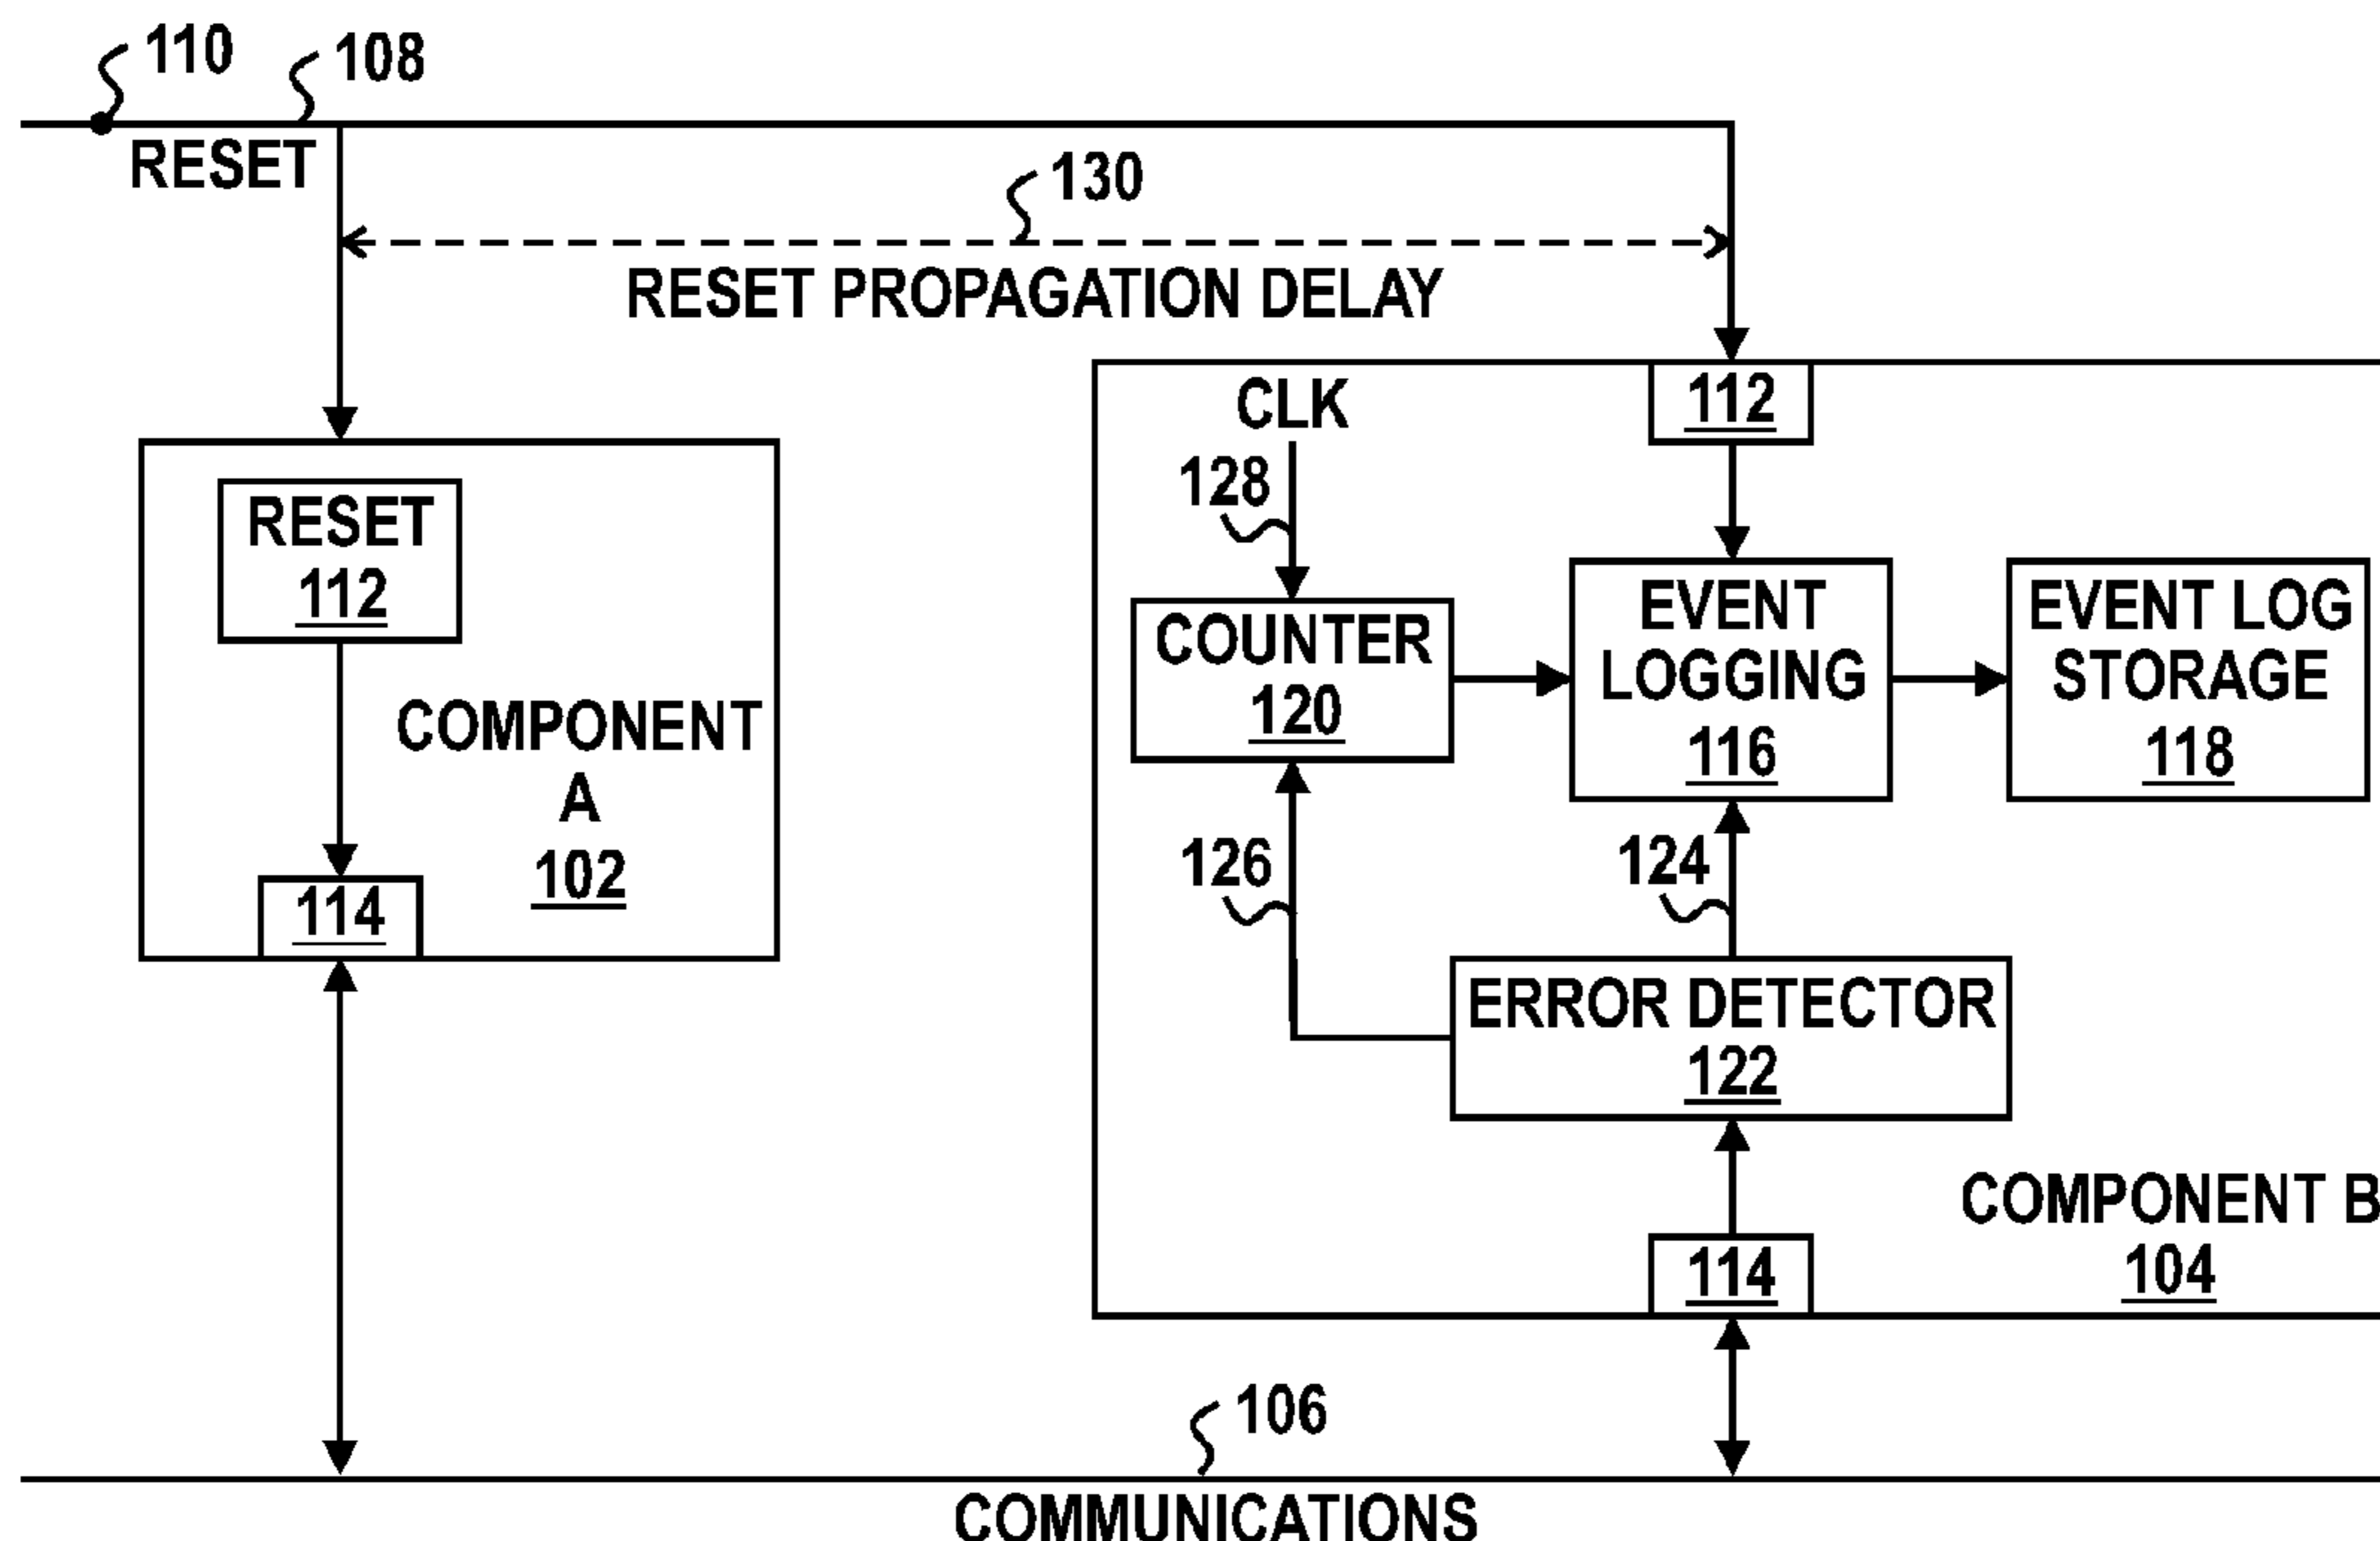 110
108
RESET
130
RESET PROPAGATION DELAY
RESET
112
COMPONENT
A
102
114
CLK
128
112
COUNTER
120
EVENT
LOGGING
116
EVENT LOG
STORAGE
118
126
124
ERROR DETECTOR
122
114
COMPONENT B
104
106
COMMUNICATIONS